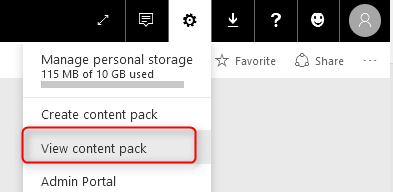 Manage personal storage
115 MB of 10 GB used
Favorite
Share
Create content pack
View content pack
Admin Portal